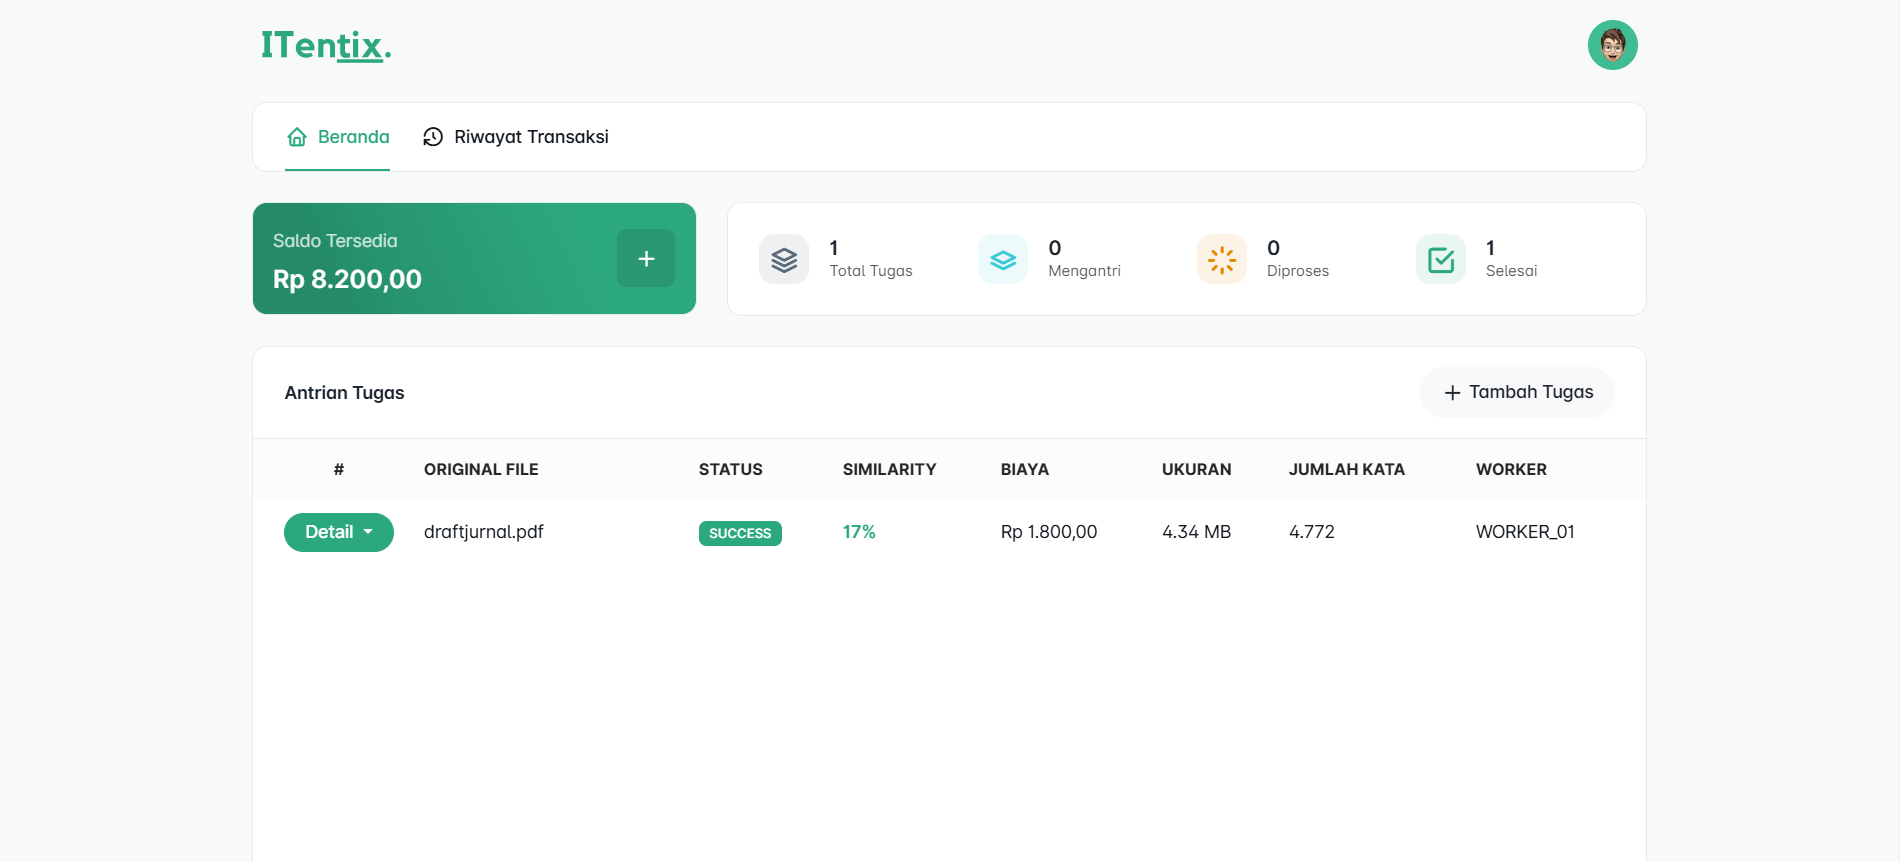 ITentix.
Beranda
Riwayat Transaksi
Saldo Tersedia
Rp 8.200,00
1
Total Tugas
0
Mengantri
0
Diproses
1
Selesai
Antrian Tugas
Tambah Tugas
# ORIGINAL FILE STATUS SIMILARITY BIAYA UKURAN JUMLAH KATA WORKER
Detail draftjurnal.pdf SUCCESS 17% Rp 1.800,00 4.34 MB 4.772 WORKER_01